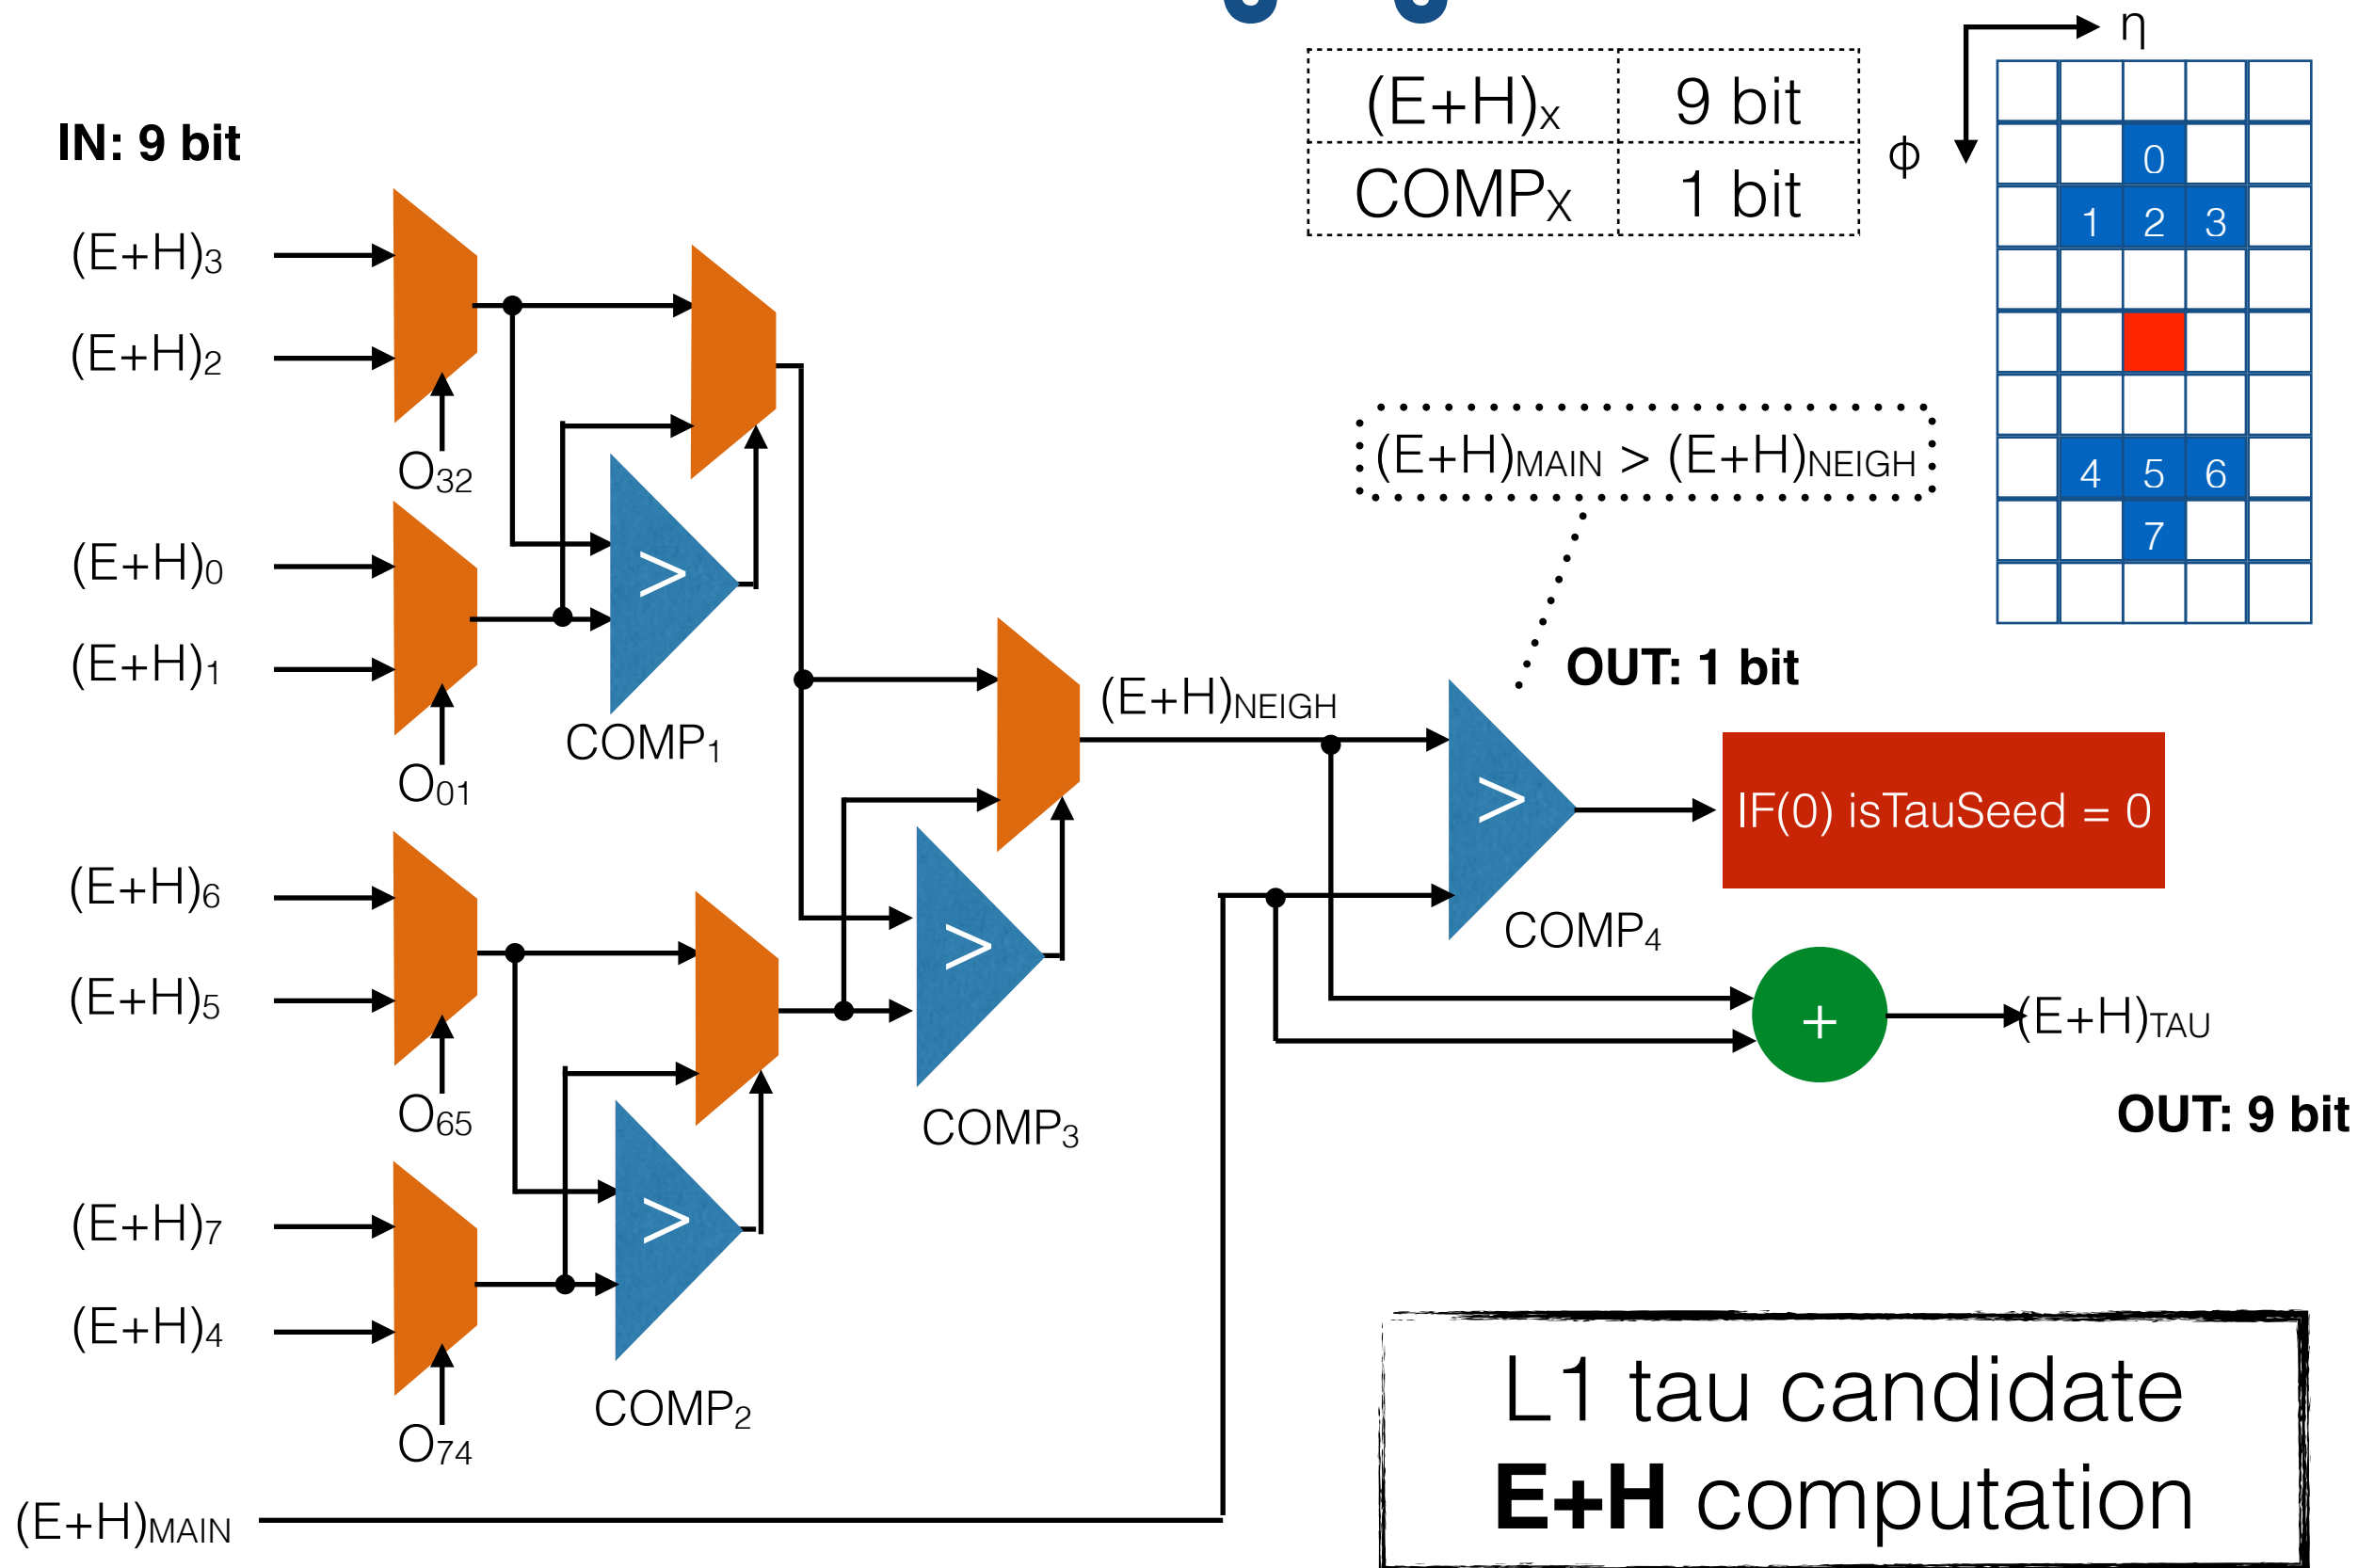 η
(E+H)X 9 bit
COMPX 1 bit
ϕ
0
1 2 3
4 5 6
7
IN: 9 bit
(E+H)3
(E+H)2
O32
(E+H)0
(E+H)1
O01
>
COMP1
(E+H)6
(E+H)5
O65
(E+H)7
(E+H)4
O74
>
COMP2
>
COMP3
(E+H)NEIGH
(E+H)MAIN > (E+H)NEIGH
>
COMP4
OUT: 1 bit
IF(0) isTauSeed = 0
+
(E+H)TAU
OUT: 9 bit
(E+H)MAIN
L1 tau candidate
E+H computation